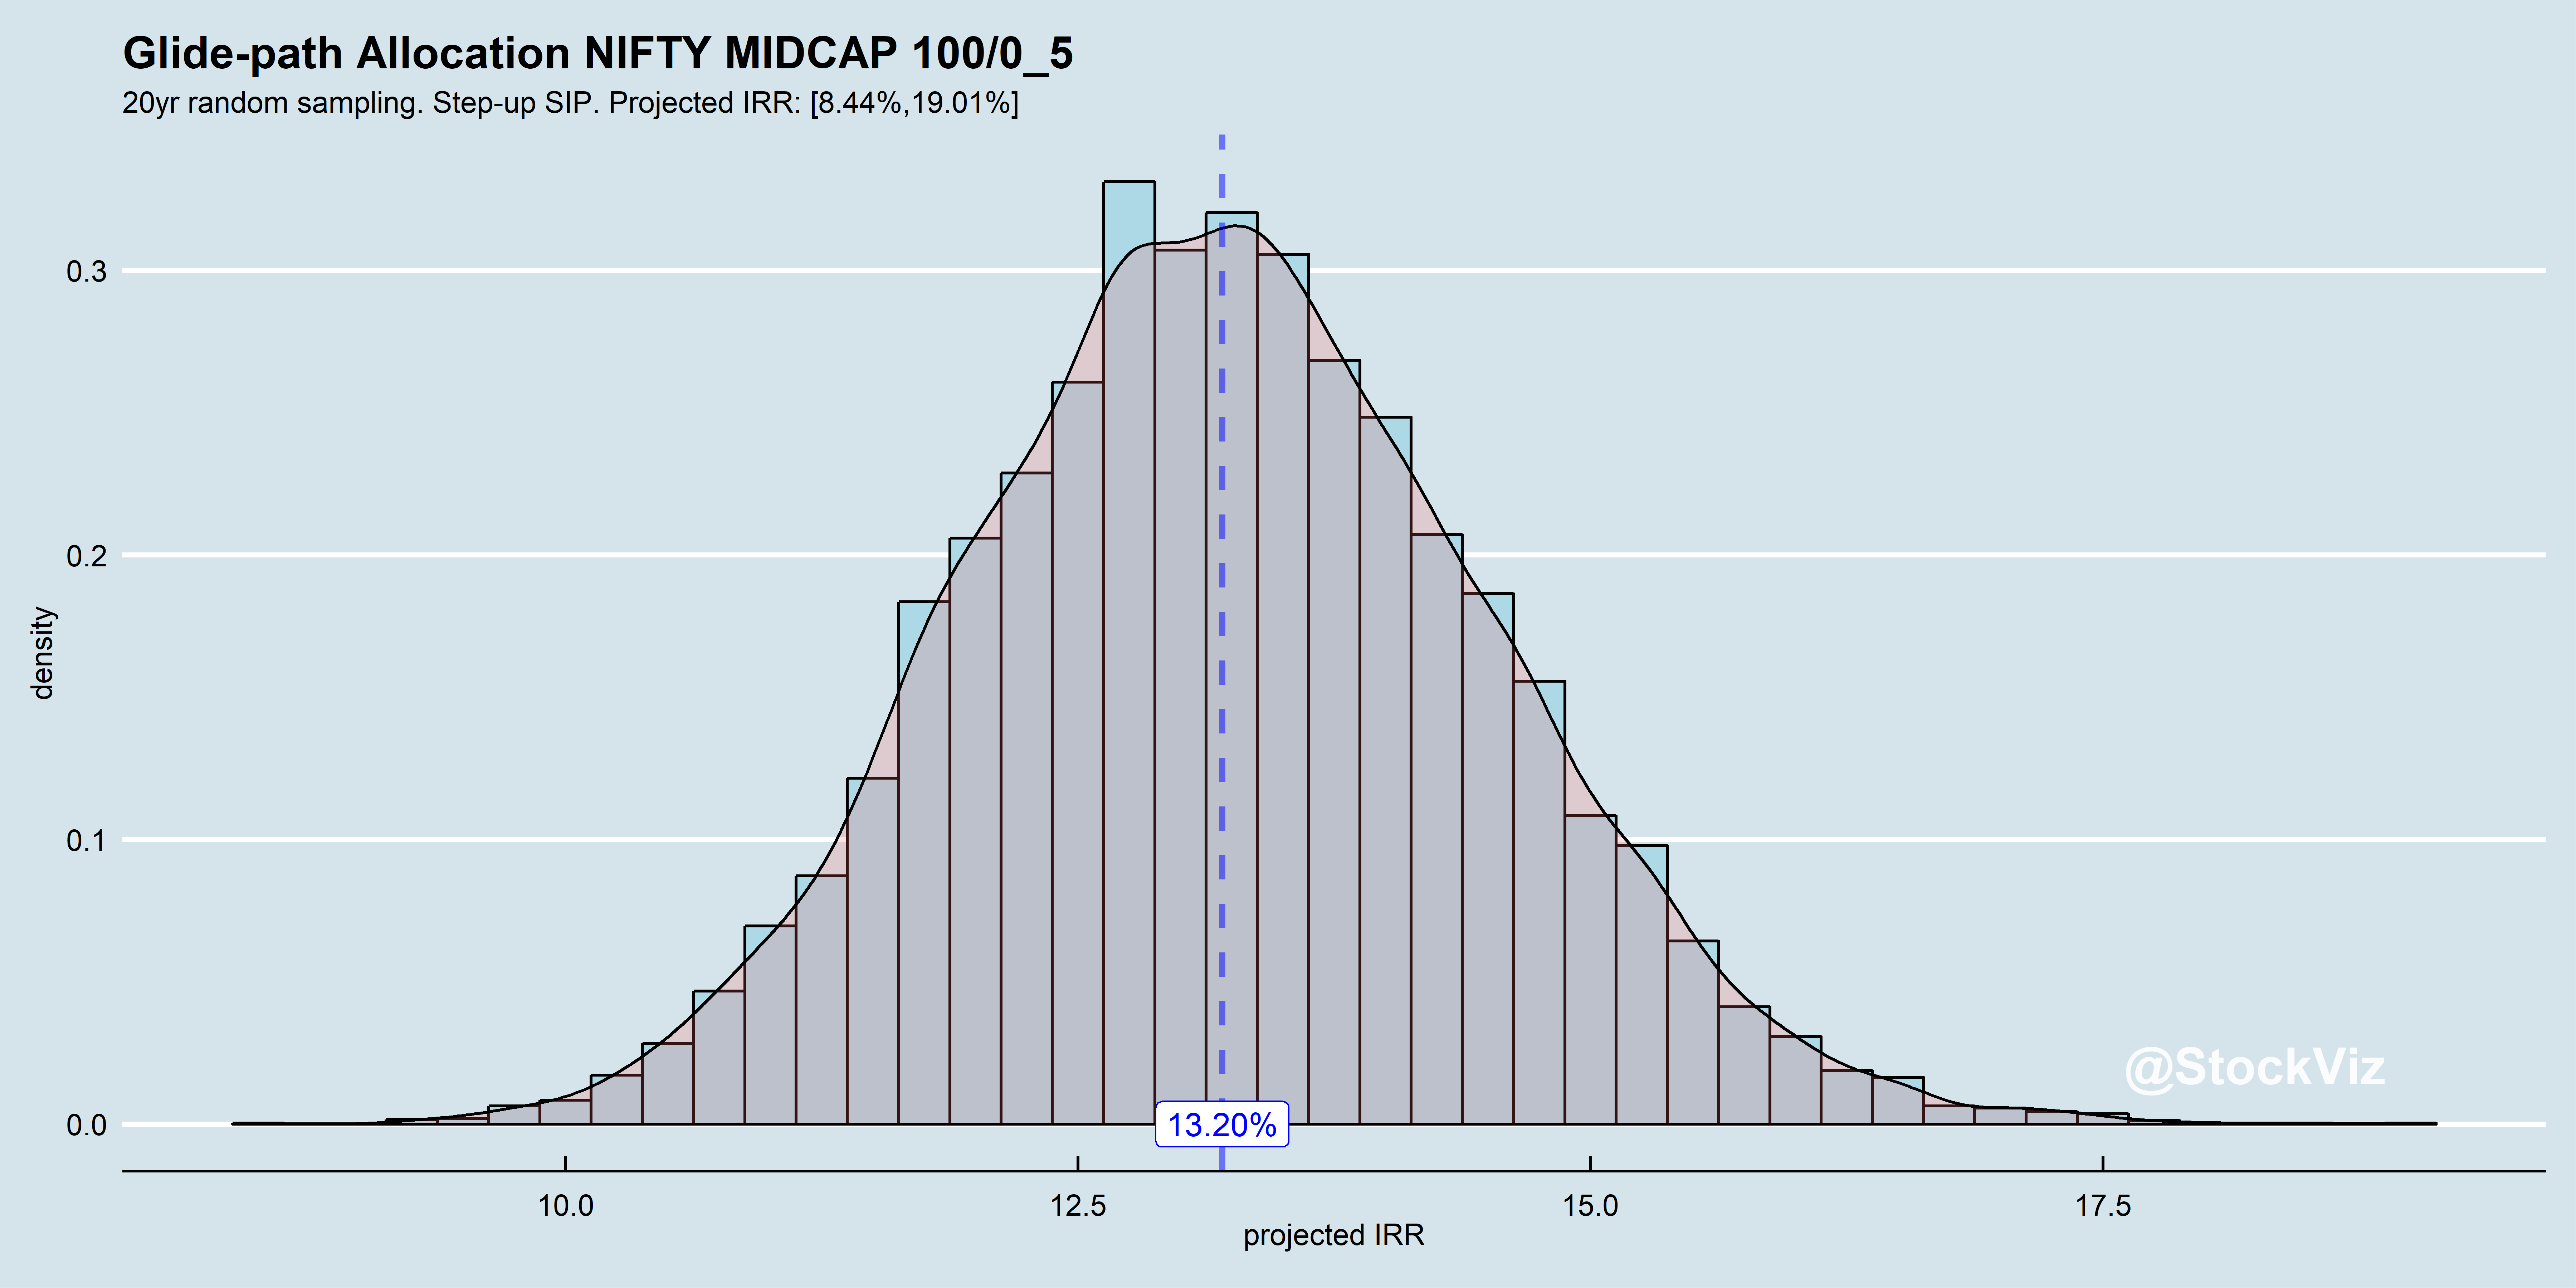 Glide-path Allocation NIFTY MIDCAP 100/0_5
20yr random sampling. Step-up SIP. Projected IRR: [8.44%,19.01%]
0.3
0.2
0.1
0.0
density
13.20%
@StockViz
10.0 12.5 15.0 17.5
projected IRR